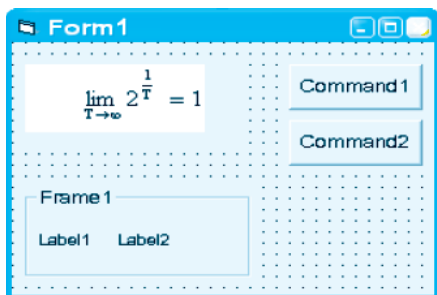 Form1
lim 2^(1/T) = 1
T→∞
Command1
Command2
Frame1
Label1 Label2